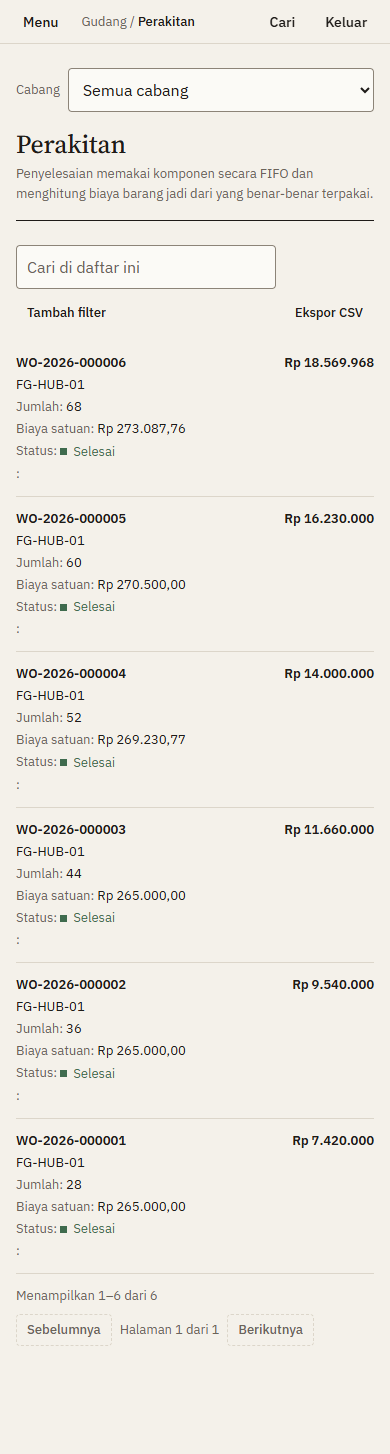 Menu Gudang / Perakitan Cari Keluar
Cabang Semua cabang
Perakitan
Penyelesaian memakai komponen secara FIFO dan
menghitung biaya barang jadi dari yang benar-benar terpakai.
Cari di daftar ini
Tambah filter Ekspor CSV
WO-2026-000006 Rp 18.569.968
FG-HUB-01
Jumlah: 68
Biaya satuan: Rp 273.087,76
Status: Selesai
:
WO-2026-000005 Rp 16.230.000
FG-HUB-01
Jumlah: 60
Biaya satuan: Rp 270.500,00
Status: Selesai
:
WO-2026-000004 Rp 14.000.000
FG-HUB-01
Jumlah: 52
Biaya satuan: Rp 269.230,77
Status: Selesai
:
WO-2026-000003 Rp 11.660.000
FG-HUB-01
Jumlah: 44
Biaya satuan: Rp 265.000,00
Status: Selesai
:
WO-2026-000002 Rp 9.540.000
FG-HUB-01
Jumlah: 36
Biaya satuan: Rp 265.000,00
Status: Selesai
:
WO-2026-000001 Rp 7.420.000
FG-HUB-01
Jumlah: 28
Biaya satuan: Rp 265.000,00
Status: Selesai
:
Menampilkan 1–6 dari 6
Sebelumnya Halaman 1 dari 1 Berikutnya